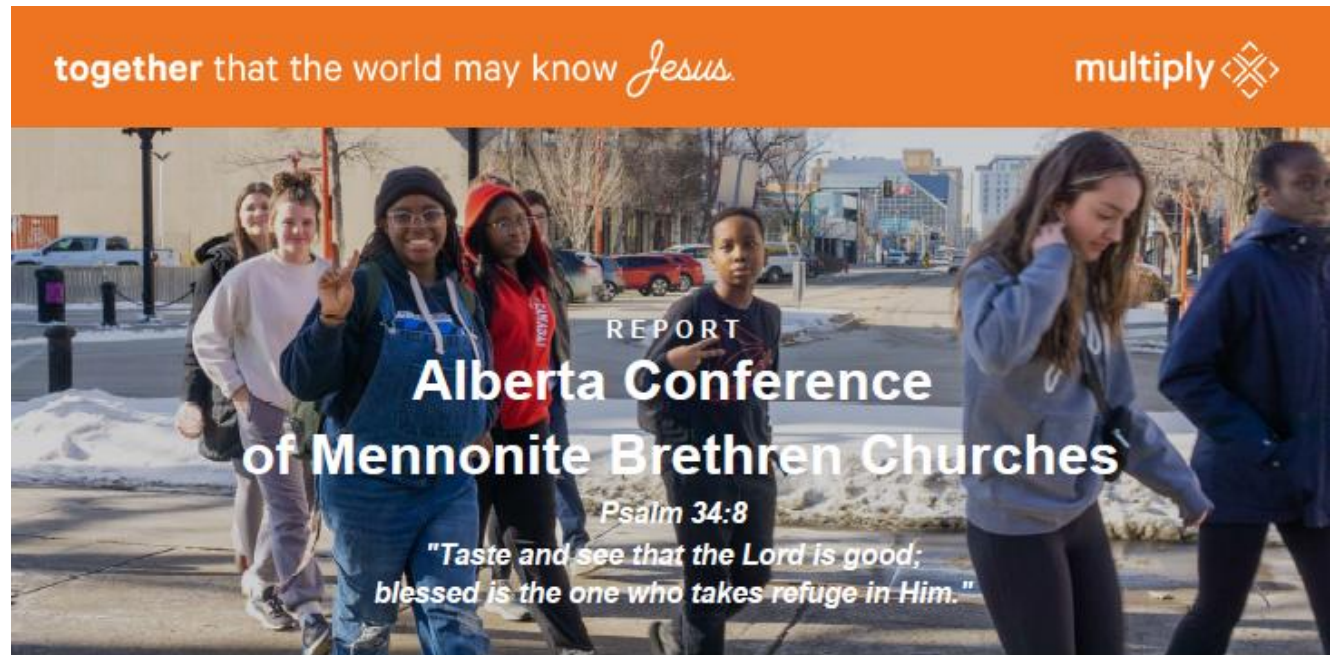 together that the world may know Jesus.
multiply
REPORT
Alberta Conference
of Mennonite Brethren Churches
Psalm 34:8
"Taste and see that the Lord is good;
blessed is the one who takes refuge in Him."